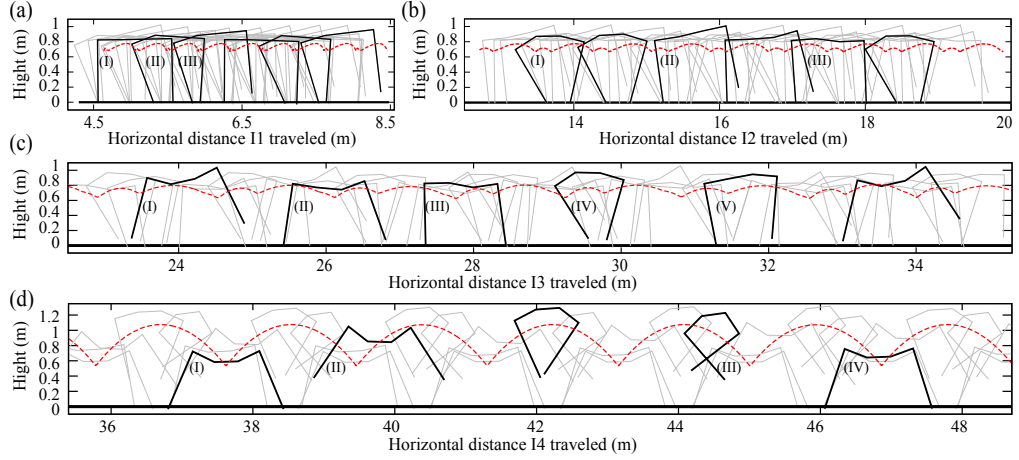 (a)
Hight (m)
1
0.8
0.6
0.4
0.2
0
(I)
(II)
(III)
4.5
6.5
8.5
Horizontal distance I1 traveled (m)
(b)
Hight (m)
1
0.8
0.6
0.4
0.2
0
(I)
(II)
(III)
14
16
18
20
Horizontal distance I2 traveled (m)
(c)
Hight (m)
1
0.8
0.6
0.4
0.2
0
(I)
(II)
(III)
(IV)
(V)
24
26
28
30
32
34
Horizontal distance I3 traveled (m)
(d)
Hight (m)
1.2
1
0.8
0.6
0.4
0.2
0
(I)
(II)
(III)
(IV)
36
38
40
42
44
46
48
Horizontal distance I4 traveled (m)